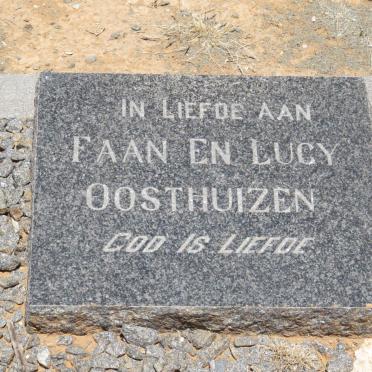 IN LIEFDE AAN
FAAN EN LUCY
OOSTHUIZEN
GOD IS LIEFDE